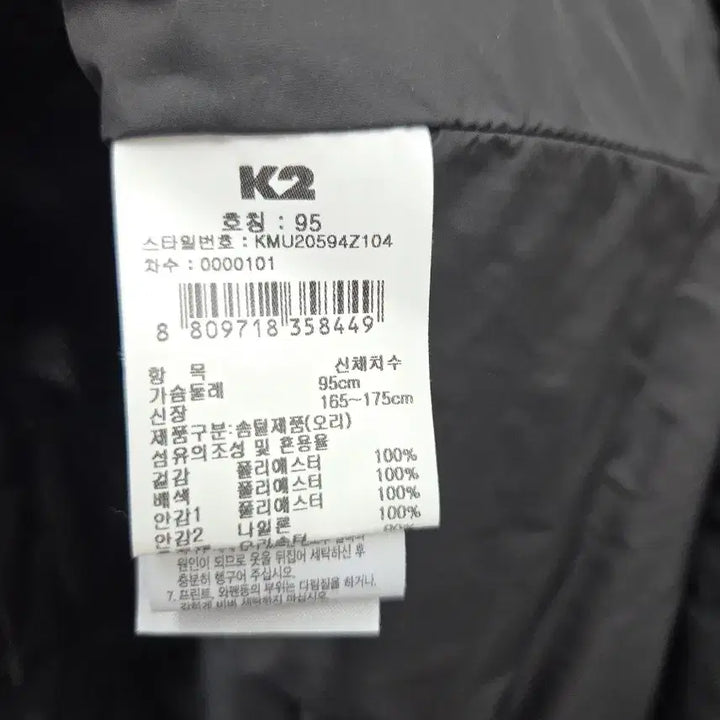 K2
호칭 : 95
스타일번호 : KMU20594Z104
차수 : 0000101
8 809718 358449
항 목 신체치수
가슴둘레 95cm
신장 165~175cm
제품구분:솜털제품(오리)
섬유의조성 및 혼용율
겉감 폴리에스터 100%
배색 폴리에스터 100%
안감1 폴리에스터 100%
안감2 나일론 100%
원인이 되므로 옷을 뒤집어 세탁하신 후
충분히 헹구어 주십시오.
7. 프린트, 와펜등의 부위는 다림질을 하거나,